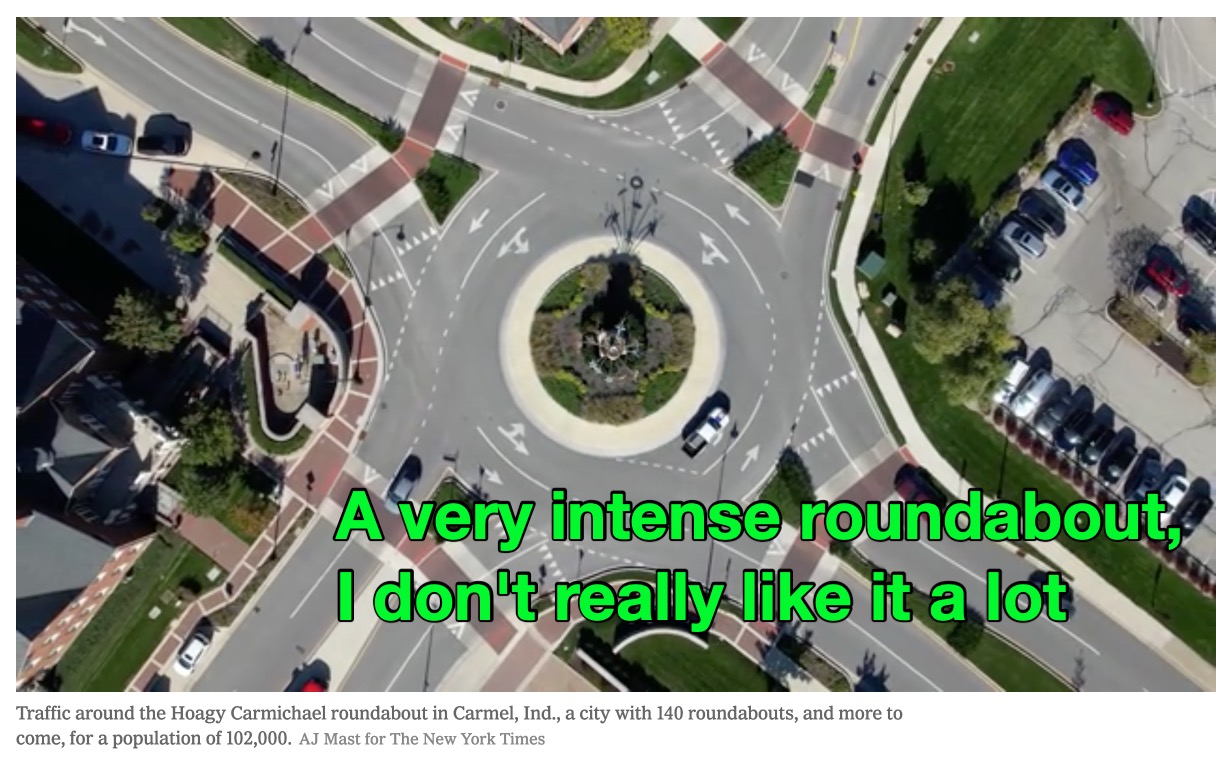 A very intense roundabout,
I don't really like it a lot
Traffic around the Hoagy Carmichael roundabout in Carmel, Ind., a city with 140 roundabouts, and more to
come, for a population of 102,000. AJ Mast for The New York Times